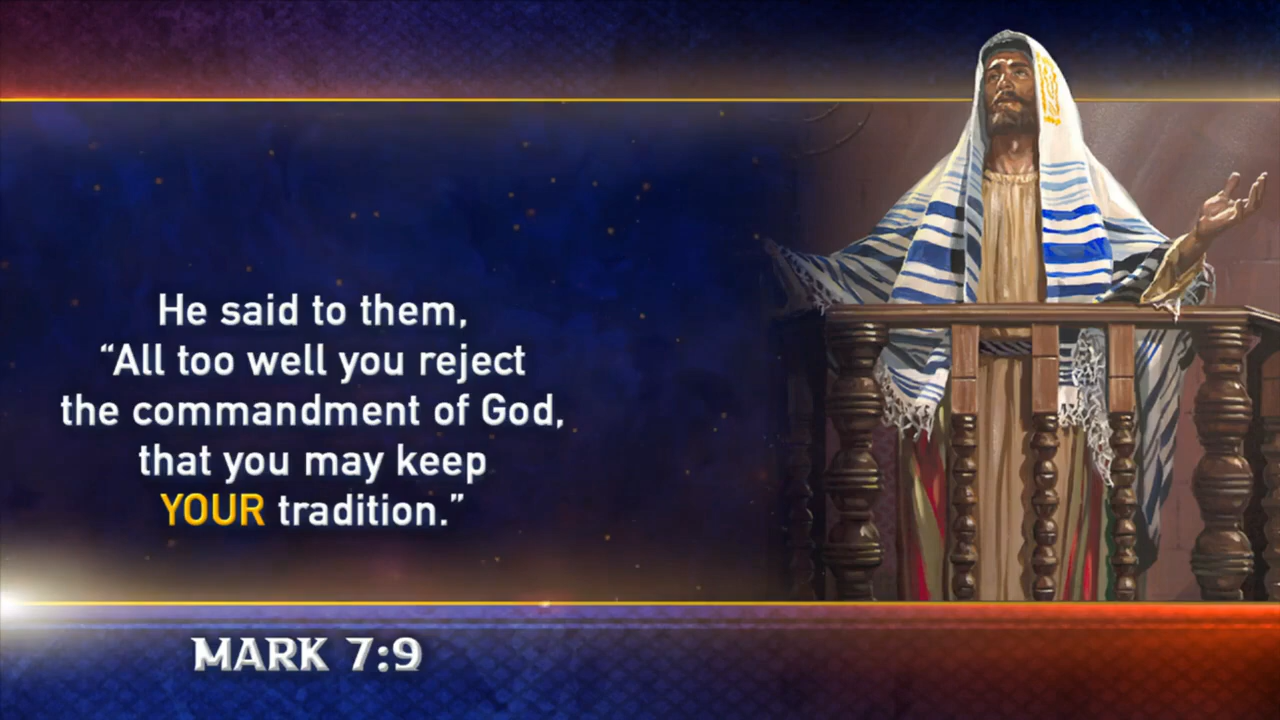 He said to them,
“All too well you reject
the commandment of God,
that you may keep
YOUR tradition.”
MARK 7:9